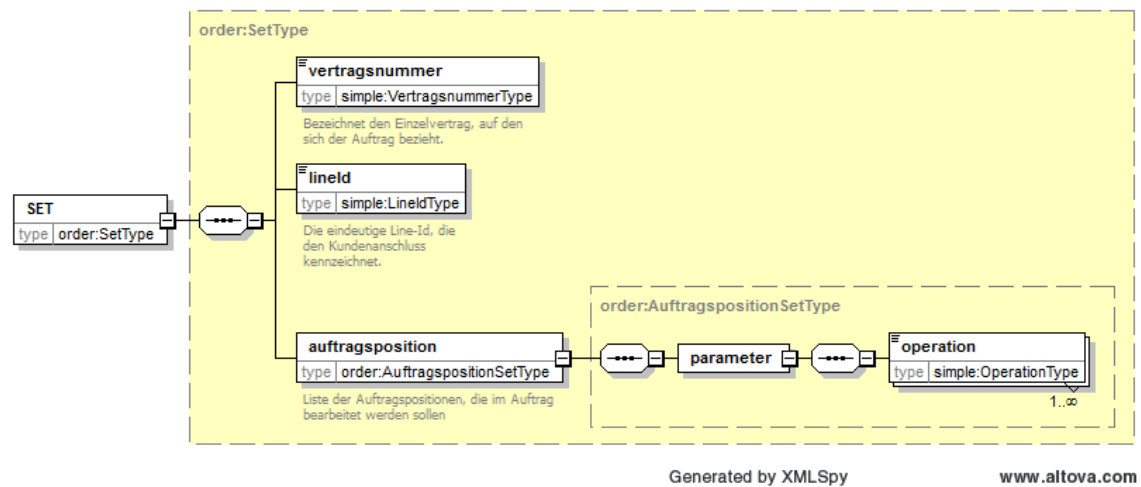 order:SetType
vertragsnummer
type simple:VertragsnummerType
Bezeichnet den Einzelvertrag, auf den
sich der Auftrag bezieht.
lineId
type simple:LineIdType
Die eindeutige Line-Id, die
den Kundenanschluss
kennzeichnet.
SET
type order:SetType
order:AuftragspositionSetType
auftragsposition
type order:AuftragspositionSetType
Liste der Auftragspositionen, die im Auftrag
bearbeitet werden sollen
parameter
operation
type simple:OperationType
1..∞
Generated by XMLSpy www.altova.com